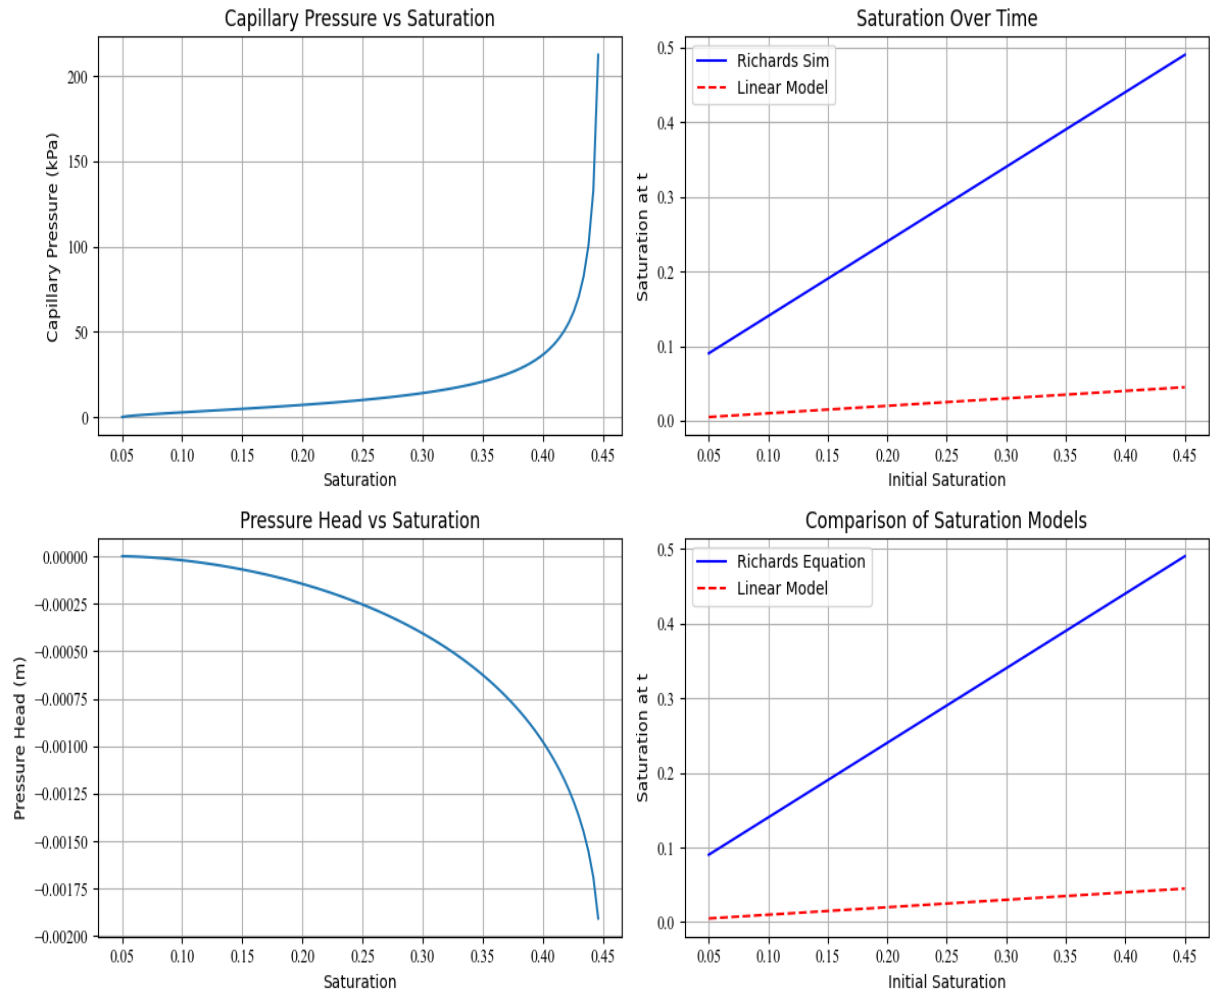 Capillary Pressure vs Saturation
Capillary Pressure (kPa)
200
150
100
50
0
0.05 0.10 0.15 0.20 0.25 0.30 0.35 0.40 0.45
Saturation
Saturation Over Time
Richards Sim
Linear Model
Saturation at t
0.5
0.4
0.3
0.2
0.1
0.0
0.05 0.10 0.15 0.20 0.25 0.30 0.35 0.40 0.45
Initial Saturation
Pressure Head vs Saturation
Pressure Head (m)
0.00000
−0.00025
−0.00050
−0.00075
−0.00100
−0.00125
−0.00150
−0.00175
−0.00200
0.05 0.10 0.15 0.20 0.25 0.30 0.35 0.40 0.45
Saturation
Comparison of Saturation Models
Richards Equation
Linear Model
Saturation at t
0.5
0.4
0.3
0.2
0.1
0.0
0.05 0.10 0.15 0.20 0.25 0.30 0.35 0.40 0.45
Initial Saturation